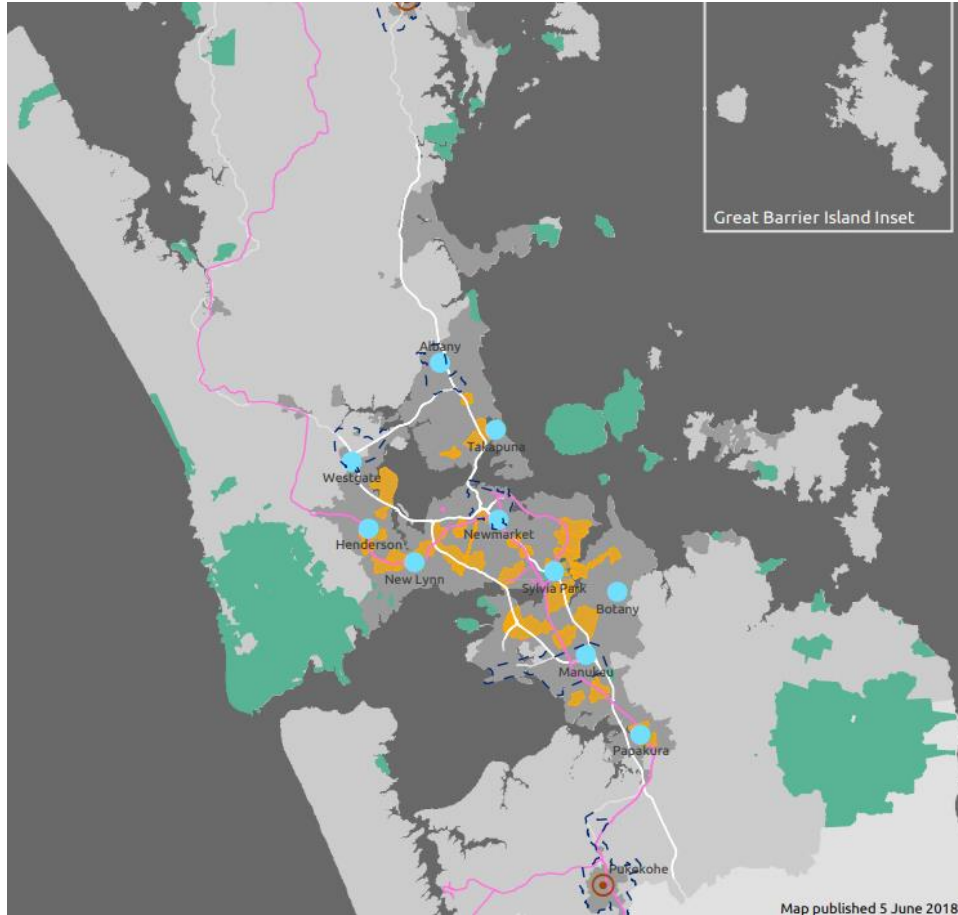 Great Barrier Island Inset
Albany
Takapuna
Westgate
Newmarket
Henderson
New Lynn
Sylvia Park
Botany
Manukau
Papakura
Pukekohe
Map published 5 June 2018